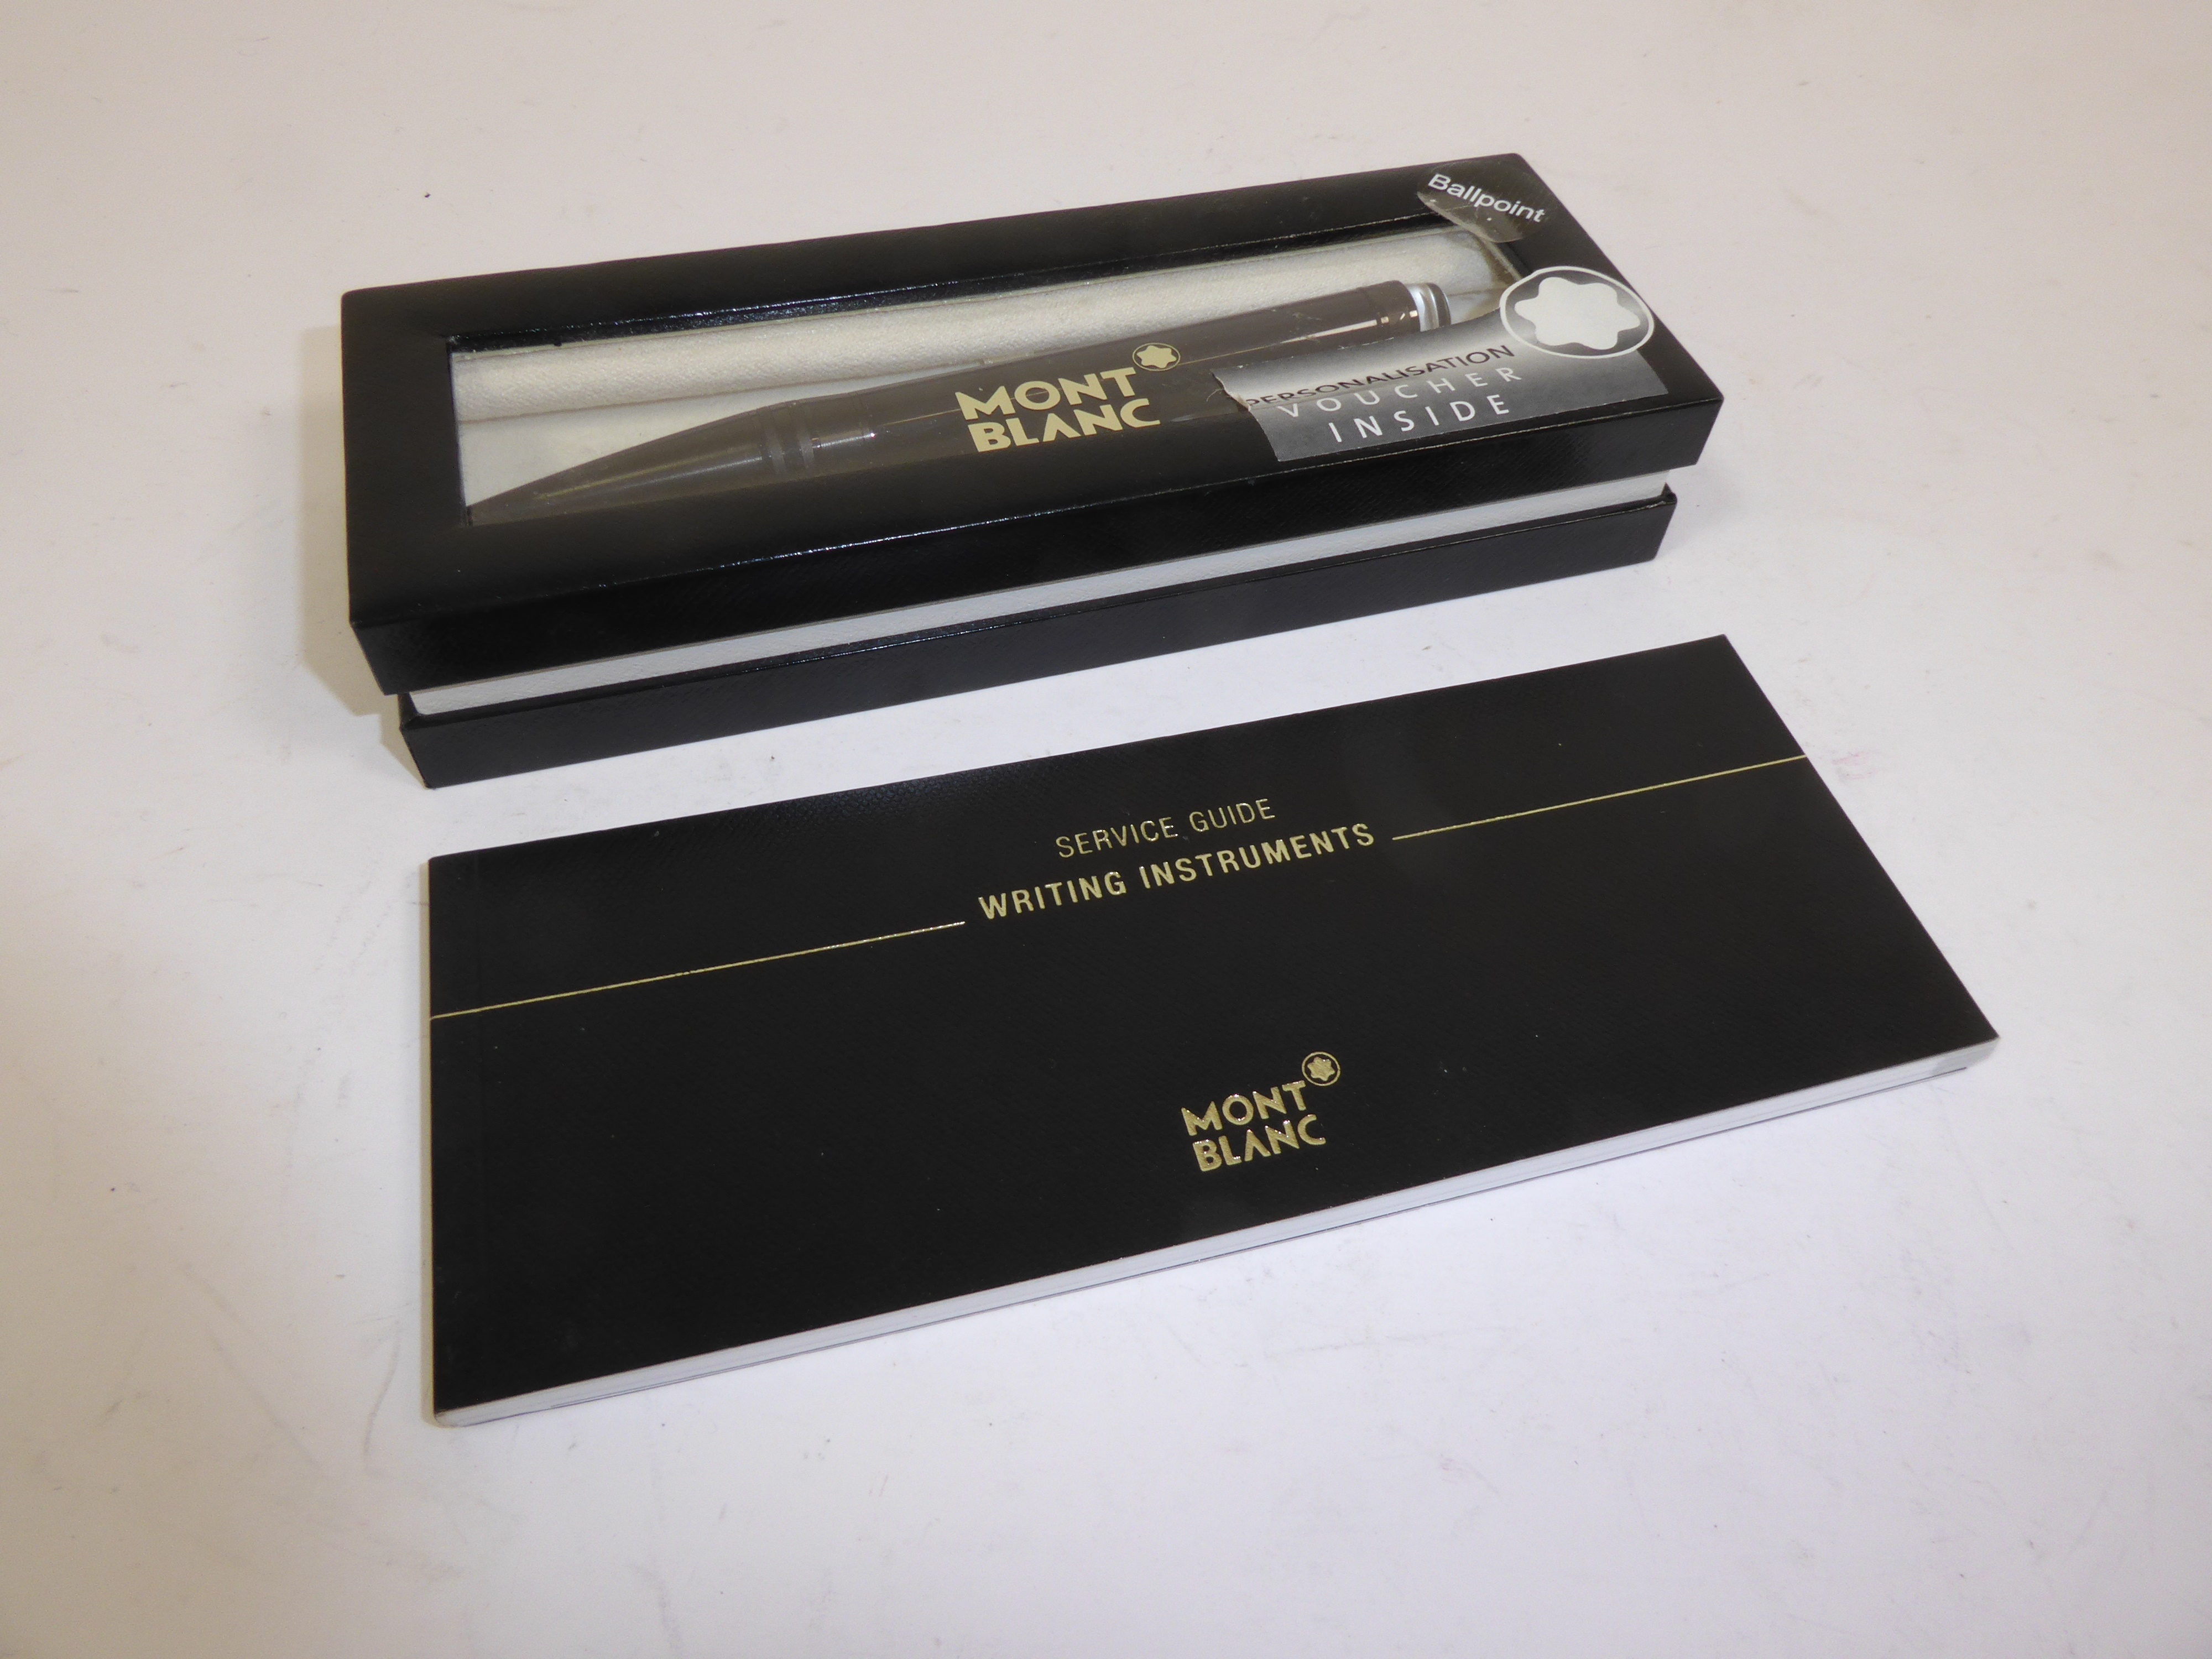 Ballpoint
MONT
BLANC
PERSONALISATION
VOUCHER
INSIDE
SERVICE GUIDE
WRITING INSTRUMENTS
MONT
BLANC